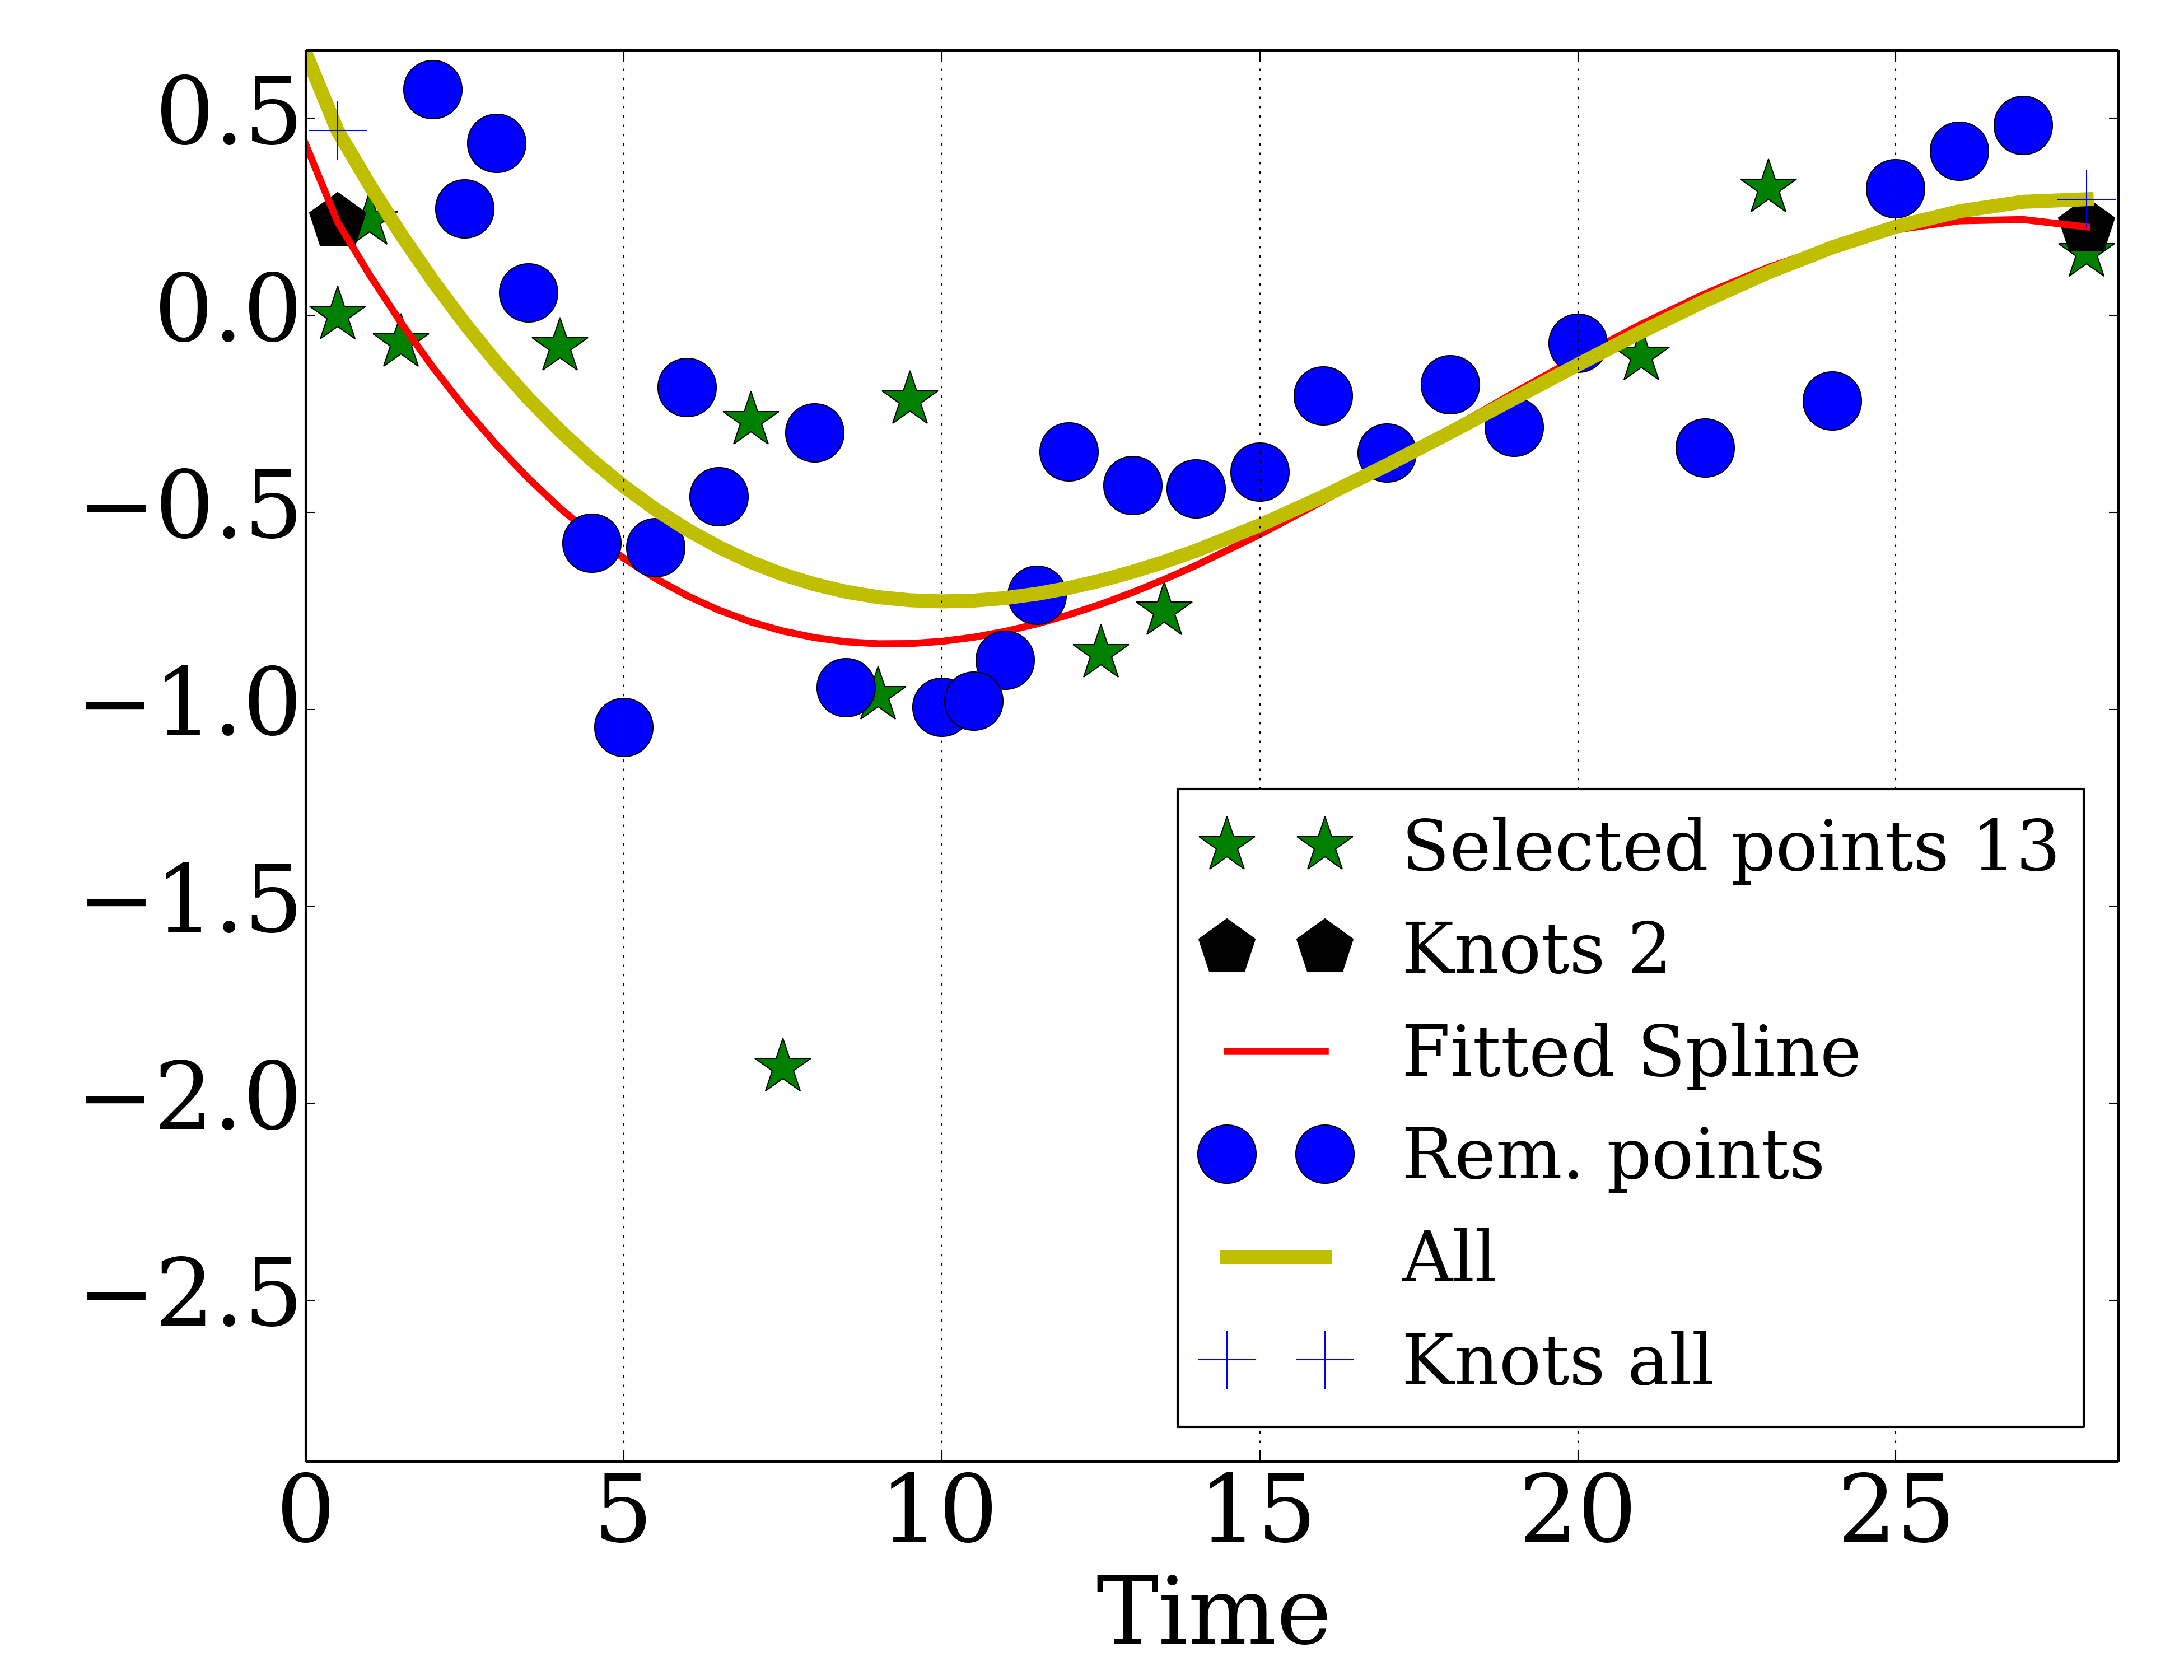 0.5
0.0
−0.5
−1.0
−1.5
−2.0
−2.5
Selected points 13
Knots 2
Fitted Spline
Rem. points
All
Knots all
0 5 10 15 20 25
Time